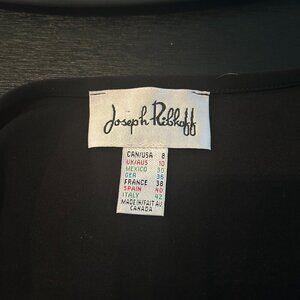 Joseph Ribkoff
CAN/USA 8
UK/AUS 10
MEXICO 30
GER 36
FRANCE 38
SPAIN 40
ITALY 42
MADE IN/FAIT AU
CANADA